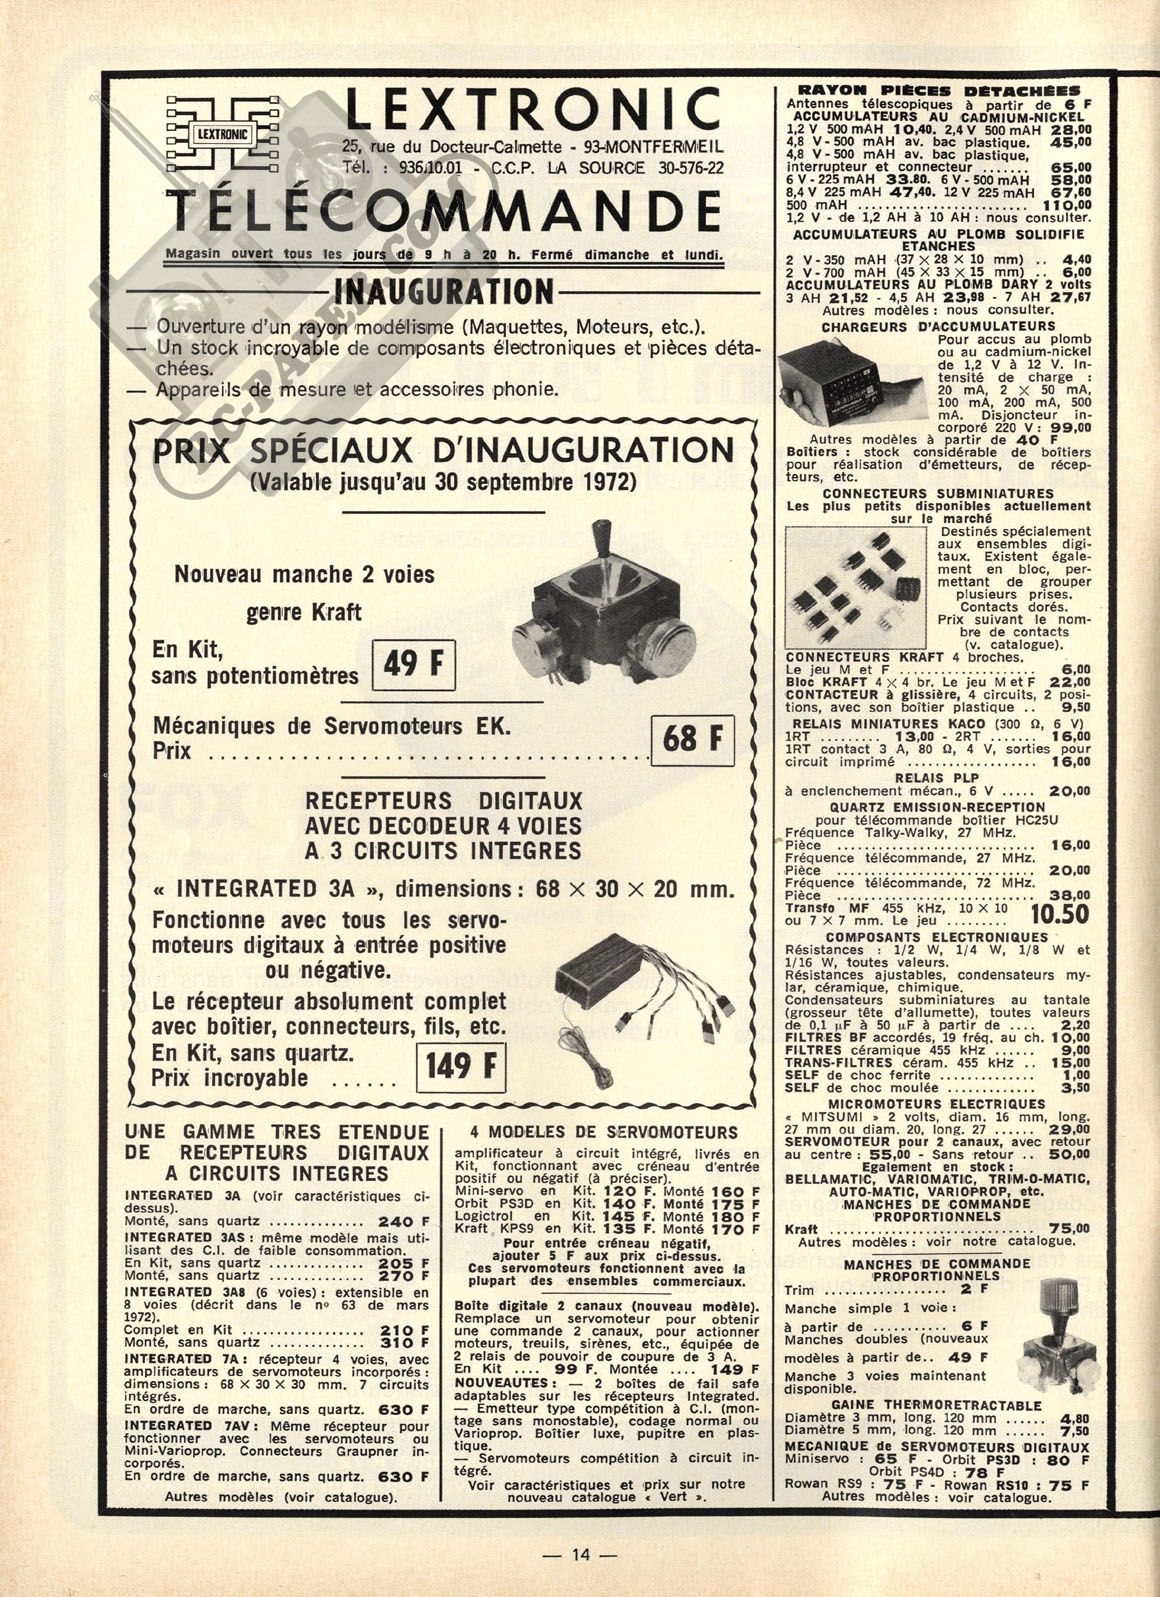 LEXTRONIC
LEXTRONIC
25, rue du Docteur-Calmette - 93-MONTFERMEIL
Tél. : 936.10.01 - C.C.P. LA SOURCE 30-576-22
TÉLÉCOMMANDE
Magasin ouvert tous les jours de 9 h à 20 h. Fermé dimanche et lundi.
INAUGURATION
— Ouverture d'un rayon modélisme (Maquettes, Moteurs, etc.).
— Un stock incroyable de composants électroniques et pièces déta-
chées.
— Appareils de mesure et accessoires phonie.
RC-PAPER.COM
PRIX SPÉCIAUX D'INAUGURATION
(Valable jusqu'au 30 septembre 1972)
Nouveau manche 2 voies
genre Kraft
En Kit,
sans potentiomètres 49 F
Mécaniques de Servomoteurs EK.
Prix .................................... 68 F
RECEPTEURS DIGITAUX
AVEC DECODEUR 4 VOIES
A 3 CIRCUITS INTEGRES
« INTEGRATED 3A », dimensions : 68 × 30 × 20 mm.
Fonctionne avec tous les servo-
moteurs digitaux à entrée positive
ou négative.
Le récepteur absolument complet
avec boîtier, connecteurs, fils, etc.
En Kit, sans quartz.
Prix incroyable ...... 149 F
UNE GAMME TRES ETENDUE
DE RECEPTEURS DIGITAUX
A CIRCUITS INTEGRES
INTEGRATED 3A (voir caractéristiques ci-
dessus).
Monté, sans quartz .............. 240 F
INTEGRATED 3AS : même modèle mais uti-
lisant des C.I. de faible consommation.
En Kit, sans quartz .............. 205 F
Monté, sans quartz .............. 270 F
INTEGRATED 3A8 (6 voies) : extensible en
8 voies (décrit dans le n° 63 de mars
1972).
Complet en Kit .................. 210 F
Monté, sans quartz .............. 310 F
INTEGRATED 7A : récepteur 4 voies, avec
amplificateurs de servomoteurs incorporés :
dimensions : 68 X 30 X 30 mm. 7 circuits
intégrés.
En ordre de marche, sans quartz. 630 F
INTEGRATED 7AV : Même récepteur pour
fonctionner avec les servomoteurs ou
Mini-Varioprop. Connecteurs Graupner in-
corporés.
En ordre de marche, sans quartz. 630 F
Autres modèles (voir catalogue).
4 MODELES DE SERVOMOTEURS
amplificateur à circuit intégré, livrés en
Kit, fonctionnant avec créneau d'entrée
positif ou négatif (à préciser).
Mini-servo en Kit. 120 F. Monté 160 F
Orbit PS3D en Kit. 140 F. Monté 175 F
Logictrol en Kit. 145 F. Monté 180 F
Kraft KPS9 en Kit. 135 F. Monté 170 F
Pour entrée créneau négatif,
ajouter 5 F aux prix ci-dessus.
Ces servomoteurs fonctionnent avec la
plupart des ensembles commerciaux.
Boîte digitale 2 canaux (nouveau modèle).
Remplace un servomoteur pour obtenir
une commande 2 canaux, pour actionner
moteurs, treuils, sirènes, etc., équipée de
2 relais de pouvoir de coupure de 3 A.
En Kit .... 99 F. Montée .... 149 F
NOUVEAUTES : — 2 boîtes de fail safe
adaptables sur les récepteurs Integrated.
— Emetteur type compétition à C.I. (mon-
tage sans monostable), codage normal ou
Varioprop. Boîtier luxe, pupitre en plas-
tique.
— Servomoteurs compétition à circuit in-
tégré.
Voir caractéristiques et prix sur notre
nouveau catalogue « Vert ».
RAYON PIECES DETACHÉES
Antennes télescopiques à partir de 6 F
ACCUMULATEURS AU CADMIUM-NICKEL
1,2 V 500 mAH 10,40. 2,4 V 500 mAH 28,00
4,8 V - 500 mAH av. bac plastique. 45,00
4,8 V - 500 mAH av. bac plastique,
interrupteur et connecteur ....... 65,00
6 V - 225 mAH 33.80. 6 V - 500 mAH 58,00
8,4 V 225 mAH 47,40. 12 V 225 mAH 67,60
500 mAH ........................ 110,00
1,2 V - de 1,2 AH à 10 AH : nous consulter.
ACCUMULATEURS AU PLOMB SOLIDIFIE
ETANCHES
2 V - 350 mAH (37 × 28 × 10 mm) .. 4,40
2 V - 700 mAH (45 × 33 × 15 mm) .. 6,00
ACCUMULATEURS AU PLOMB DARY 2 volts
3 AH 21,52 - 4,5 AH 23,98 - 7 AH 27,67
Autres modèles : nous consulter.
CHARGEURS D'ACCUMULATEURS
Pour accus au plomb
ou au cadmium-nickel
de 1,2 V à 12 V. In-
tensité de charge :
20 mA, 2 X 50 mA,
100 mA, 200 mA, 500
mA. Disjoncteur in-
corporé 220 V : 99,00
Autres modèles à partir de 40 F
Boîtiers : stock considérable de boîtiers
pour réalisation d'émetteurs, de récep-
teurs, etc.
CONNECTEURS SUBMINIATURES
Les plus petits disponibles actuellement
sur le marché
Destinés spécialement
aux ensembles digi-
taux. Existent égale-
ment en bloc, per-
mettant de grouper
plusieurs prises.
Contacts dorés.
Prix suivant le nom-
bre de contacts
(v. catalogue).
CONNECTEURS KRAFT 4 broches.
Le jeu M et F .................. 6,00
Bloc KRAFT 4 X 4 br. Le jeu M et F 22,00
CONTACTEUR à glissière, 4 circuits, 2 posi-
tions, avec son boîtier plastique .. 9,50
RELAIS MINIATURES KACO (300 Ω, 6 V)
1RT ......... 13,00 - 2RT ....... 16,00
1RT contact 3 A, 80 Ω, 4 V, sorties pour
circuit imprimé .................. 16,00
RELAIS PLP
à enclenchement mécan., 6 V ..... 20,00
QUARTZ EMISSION-RECEPTION
pour télécommande boîtier HC25U
Fréquence Talky-Walky, 27 MHz.
Pièce ........................... 16,00
Fréquence télécommande, 27 MHz.
Pièce ........................... 20,00
Fréquence télécommande, 72 MHz.
Pièce ........................... 38,00
Transfo MF 455 kHz, 10 X 10
ou 7 X 7 mm. Le jeu ......... 10.50
COMPOSANTS ELECTRONIQUES
Résistances : 1/2 W, 1/4 W, 1/8 W et
1/16 W, toutes valeurs.
Résistances ajustables, condensateurs my-
lar, céramique, chimique.
Condensateurs subminiatures au tantale
(grosseur tête d'allumette), toutes valeurs
de 0,1 µF à 50 µF à partir de .... 2,20
FILTRES BF accordés, 19 fréq. au ch. 10,00
FILTRES céramique 455 kHz ...... 9,00
TRANS-FILTRES céram. 455 kHz .. 15,00
SELF de choc ferrite ............. 1,00
SELF de choc moulée ............ 3,50
MICROMOTEURS ELECTRIQUES
« MITSUMI » 2 volts, diam. 16 mm, long.
27 mm ou diam. 20, long. 27 ...... 29,00
SERVOMOTEUR pour 2 canaux, avec retour
au centre : 55,00 - Sans retour .. 50,00
Egalement en stock :
BELLAMATIC, VARIOMATIC, TRIM-O-MATIC,
AUTO-MATIC, VARIOPROP, etc.
MANCHES DE COMMANDE
PROPORTIONNELS
Kraft ........................... 75,00
Autres modèles : voir notre catalogue.
MANCHES DE COMMANDE
PROPORTIONNELS
Trim ................. 2 F
Manche simple 1 voie :
à partir de ........... 6 F
Manches doubles (nouveaux
modèles à partir de.. 49 F
Manche 3 voies maintenant
disponible.
GAINE THERMORETRACTABLE
Diamètre 3 mm, long. 120 mm ...... 4,80
Diamètre 5 mm, long. 120 mm ...... 7,50
MECANIQUE de SERVOMOTEURS DIGITAUX
Miniservo : 65 F - Orbit PS3D : 80 F
Orbit PS4D : 78 F
Rowan RS9 : 75 F - Rowan RS10 : 75 F
Autres modèles : voir catalogue.
— 14 —